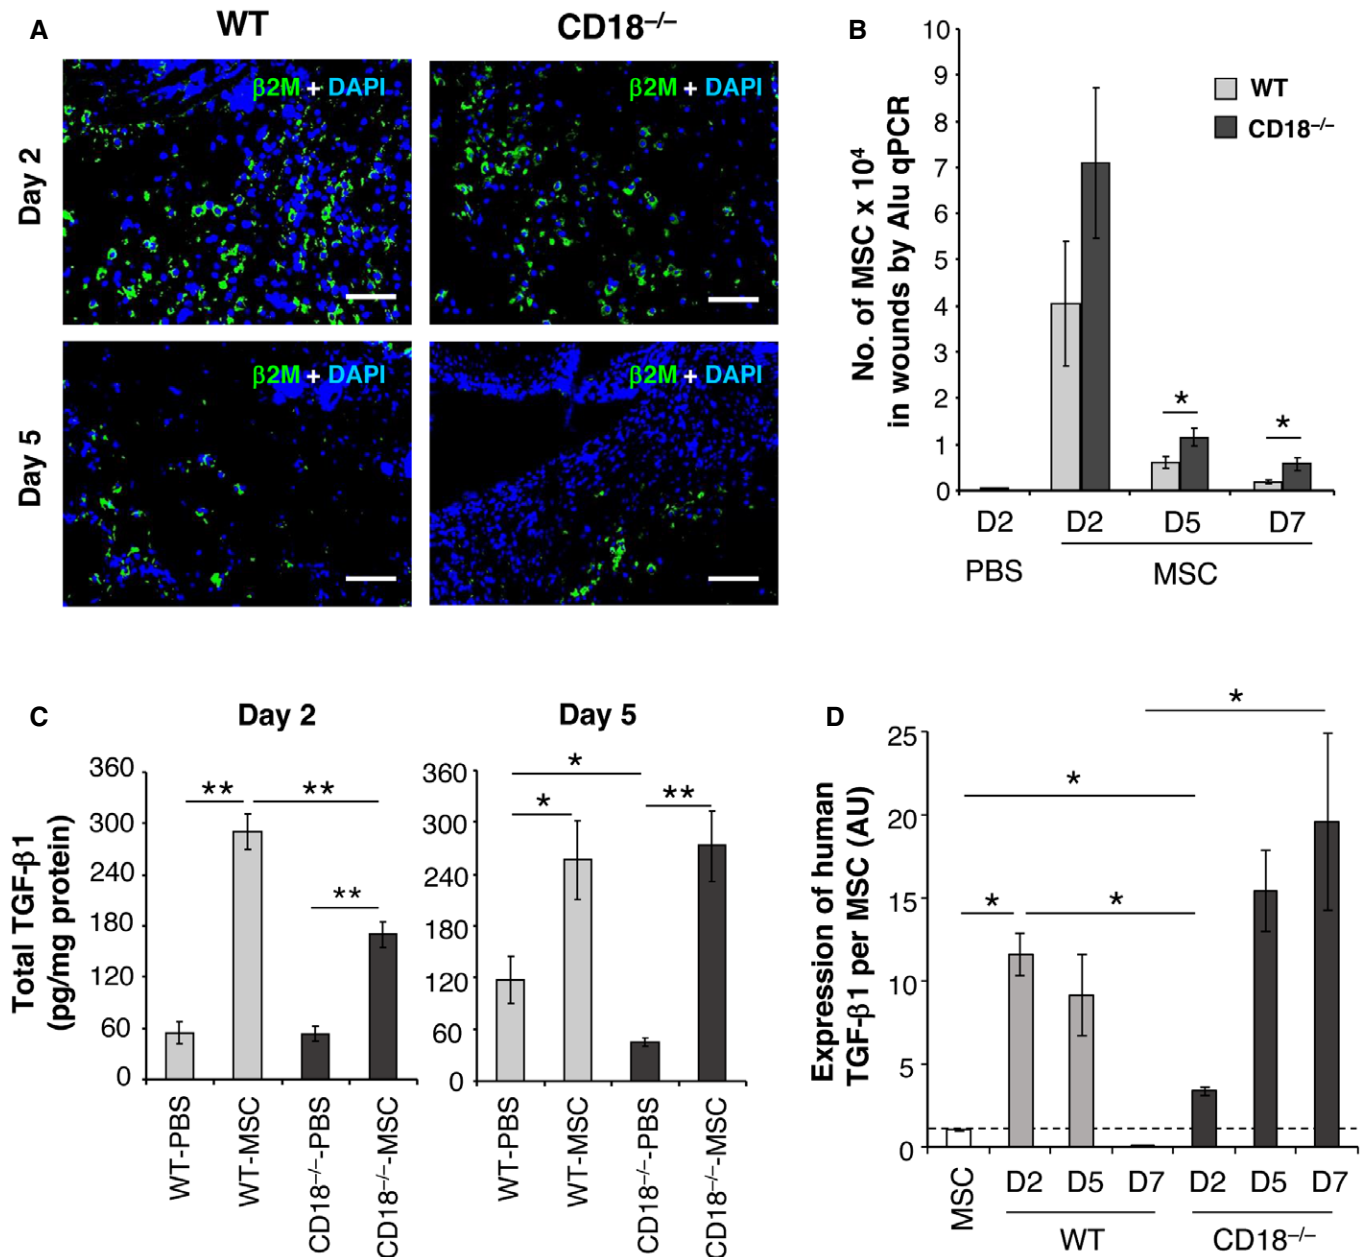 A
WT
CD18–/–
Day 2
β2M + DAPI
β2M + DAPI
Day 5
β2M + DAPI
β2M + DAPI
B
No. of MSC x 10⁴
in wounds by Alu qPCR
10
9
8
7
6
5
4
3
2
1
0
WT
CD18–/–
*
*
D2
D2
D5
D7
PBS
MSC
C
Day 2
Total TGF-β1
(pg/mg protein)
360
300
240
180
120
60
0
**
**
**
WT-PBS
WT-MSC
CD18–/–-PBS
CD18–/–-MSC
Day 5
360
300
240
180
120
60
0
*
*
**
WT-PBS
WT-MSC
CD18–/–-PBS
CD18–/–-MSC
D
Expression of human
TGF-β1 per MSC (AU)
25
20
15
10
5
0
*
*
*
*
MSC
D2
D5
D7
D2
D5
D7
WT
CD18–/–